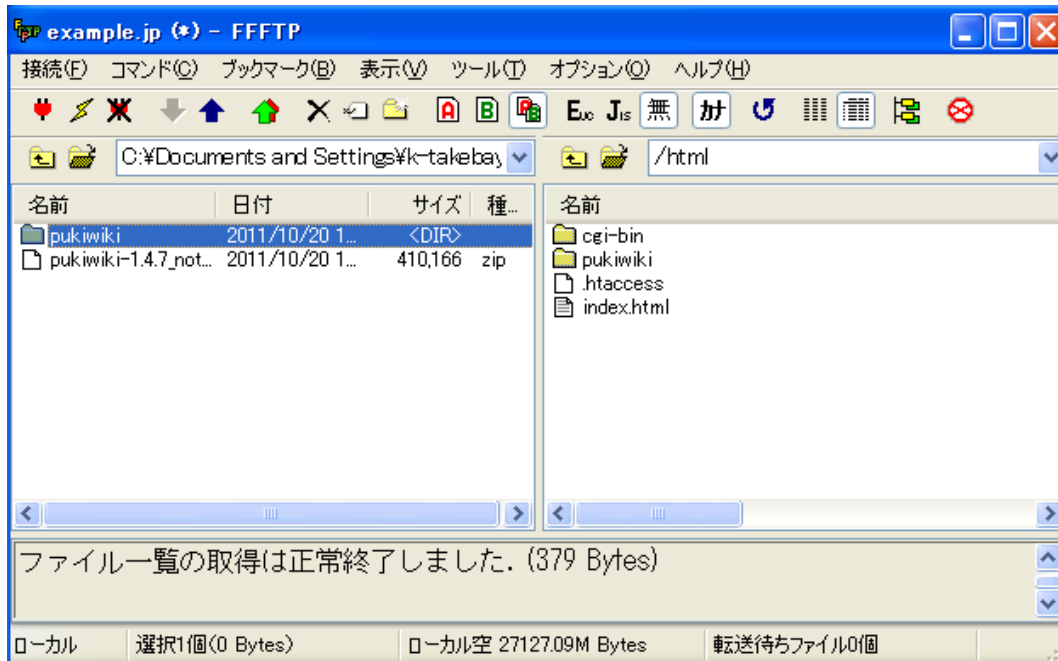 example.jp (*) - FFFTP
接続(F) コマンド(C) ブックマーク(B) 表示(V) ツール(T) オプション(O) ヘルプ(H)
A B Euc JIS 無 カナ
C:¥Documents and Settings¥k-takebay /html
名前 日付 サイズ 種... 名前
pukiwiki 2011/10/20 1... <DIR> cgi-bin
pukiwiki-1.4.7_not... 2011/10/20 1... 410,166 zip pukiwiki
.htaccess
index.html
ファイル一覧の取得は正常終了しました. (379 Bytes)
ローカル 選択1個(0 Bytes) ローカル空 27127.09M Bytes 転送待ちファイル0個